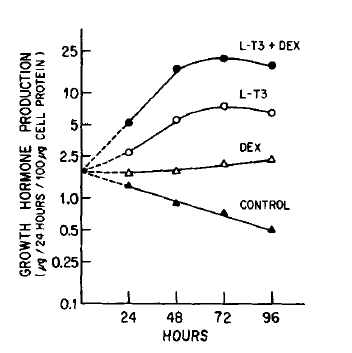 L-T3 + DEX
25
L-T3
10
5
DEX
2.5
CONTROL
1.0
0.5
0.25
0.1
24 48 72 96
HOURS
GROWTH HORMONE PRODUCTION
(µg / 24 HOURS / 100 µg CELL PROTEIN)